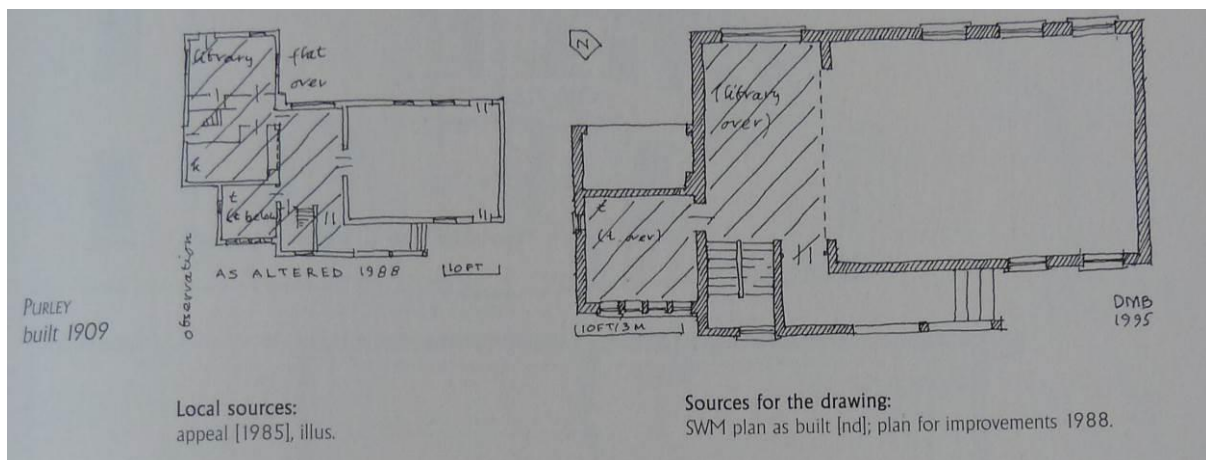 library
flat
over
k
t
(t below)
observation
AS ALTERED 1988
10FT
PURLEY
built 1909
N
(library
over)
t
(t over)
10FT/3M
DMB
1995
Local sources:
appeal [1985], illus.
Sources for the drawing:
SWM plan as built [nd]; plan for improvements 1988.